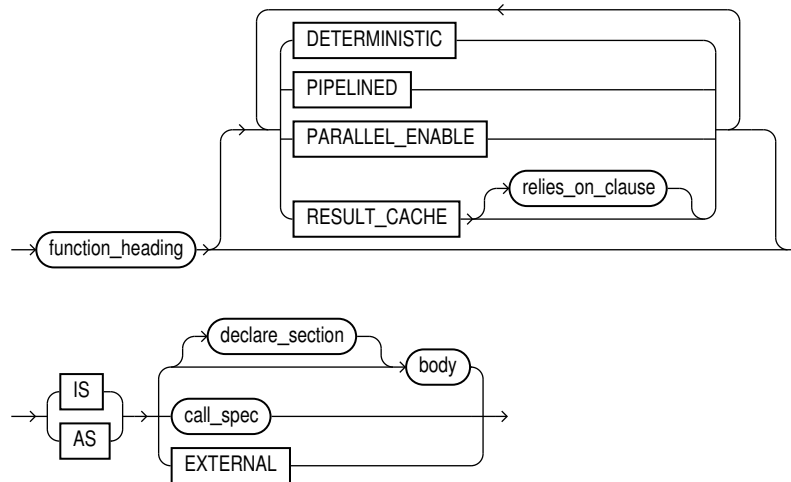 DETERMINISTIC
PIPELINED
PARALLEL_ENABLE
relies_on_clause
RESULT_CACHE
function_heading
declare_section
body
IS
call_spec
AS
EXTERNAL